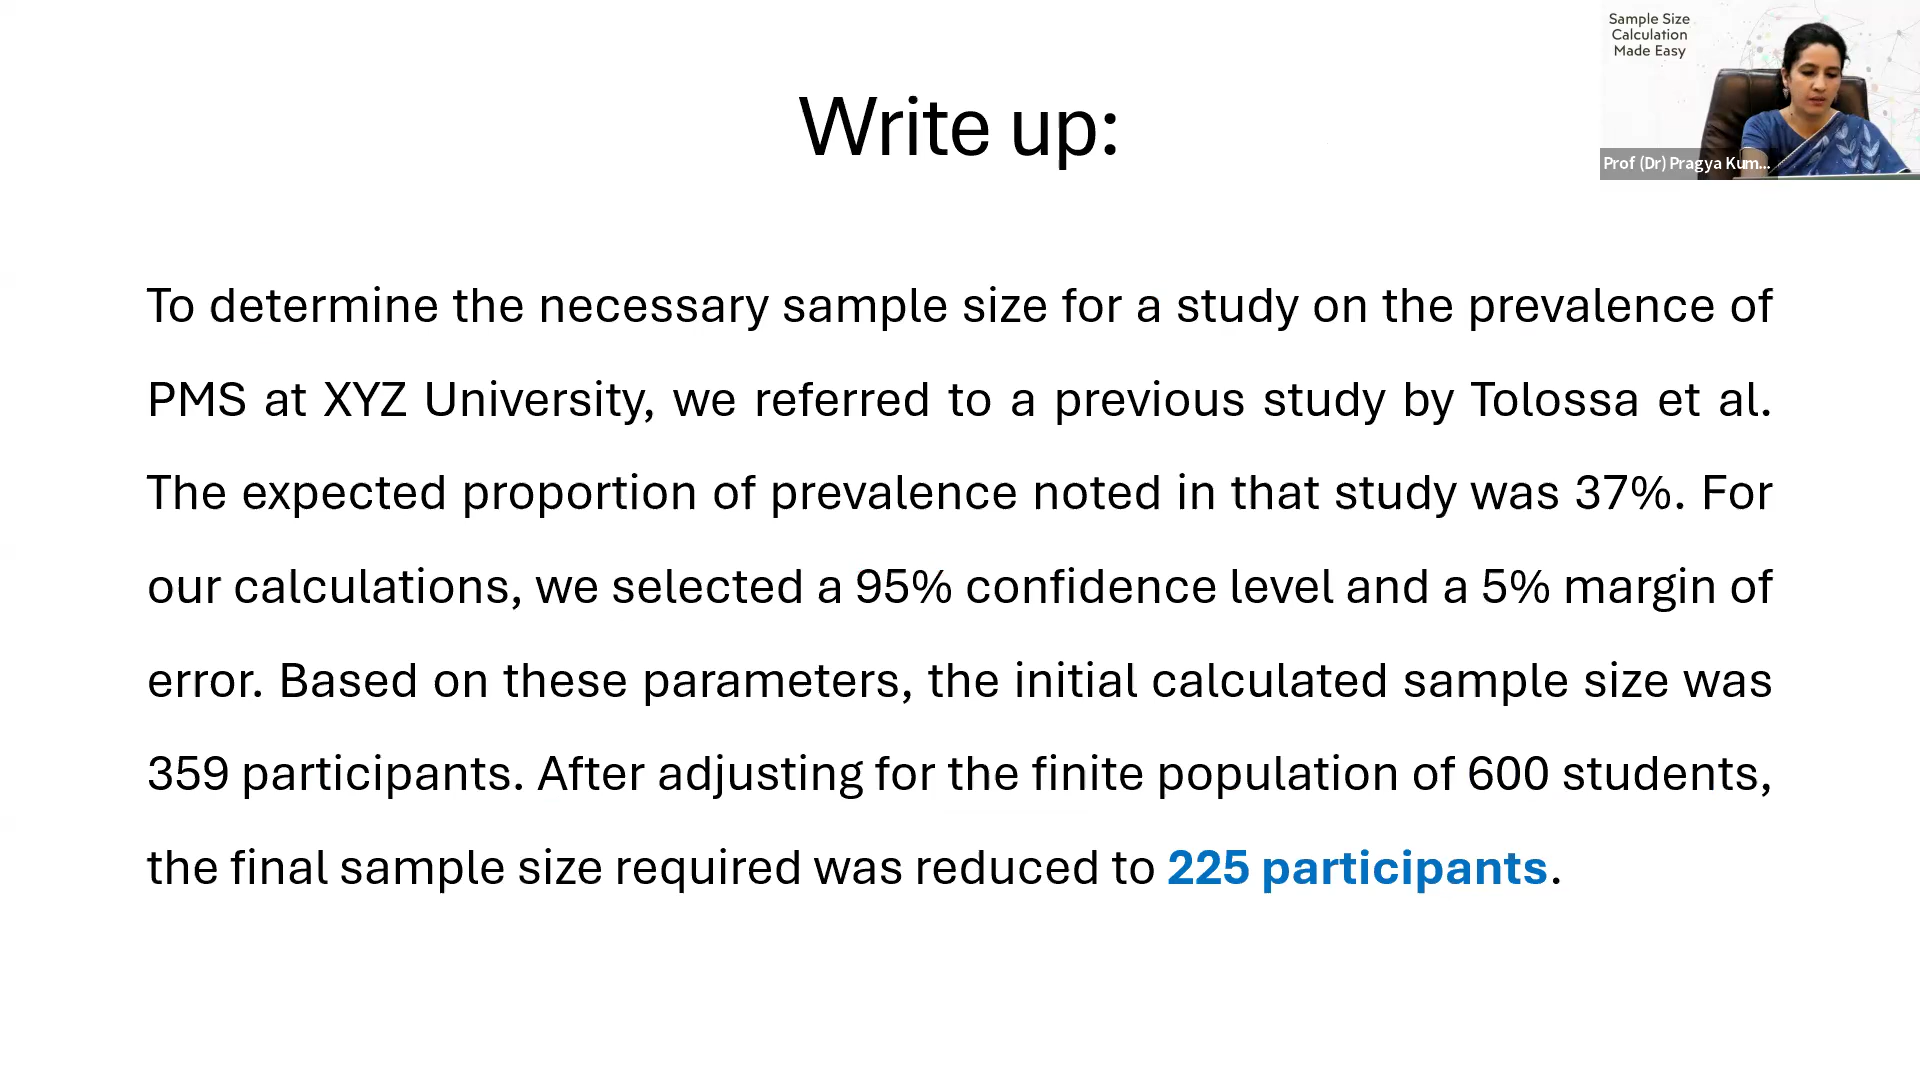 Sample Size
Calculation
Made Easy
Prof (Dr) Pragya Kum...
Write up:
To determine the necessary sample size for a study on the prevalence of
PMS at XYZ University, we referred to a previous study by Tolossa et al.
The expected proportion of prevalence noted in that study was 37%. For
our calculations, we selected a 95% confidence level and a 5% margin of
error. Based on these parameters, the initial calculated sample size was
359 participants. After adjusting for the finite population of 600 students,
the final sample size required was reduced to 225 participants.